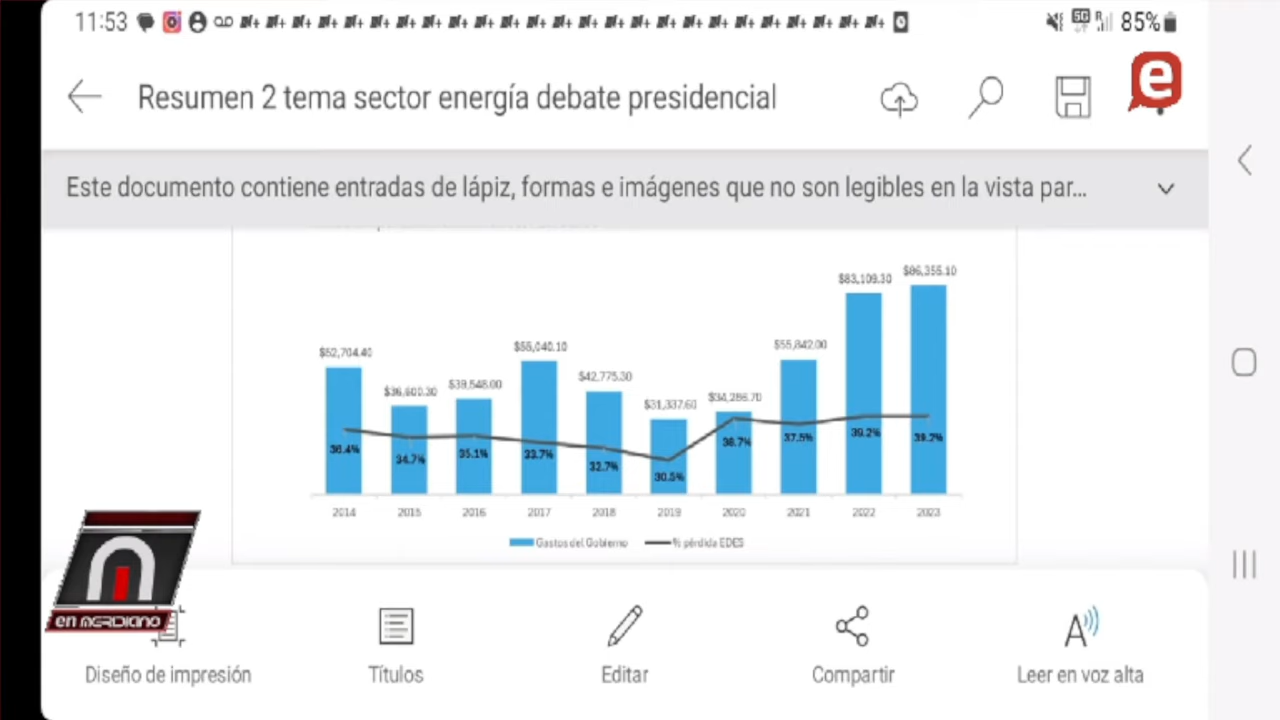 11:53
85%
Resumen 2 tema sector energía debate presidencial
e
Este documento contiene entradas de lápiz, formas e imágenes que no son legibles en la vista par...
$52,704.40 $36,600.30 $39,548.00 $55,040.10 $42,775.30 $31,337.60 $34,286.70 $55,842.00 $83,109.30 $86,355.10
36.4% 34.7% 35.1% 33.7% 32.7% 30.5% 38.7% 37.5% 39.2% 39.2%
2014 2015 2016 2017 2018 2019 2020 2021 2022 2023
Gastos del Gobierno % pérdida EDES
en MERIDIANO
Diseño de impresión Títulos Editar Compartir Leer en voz alta